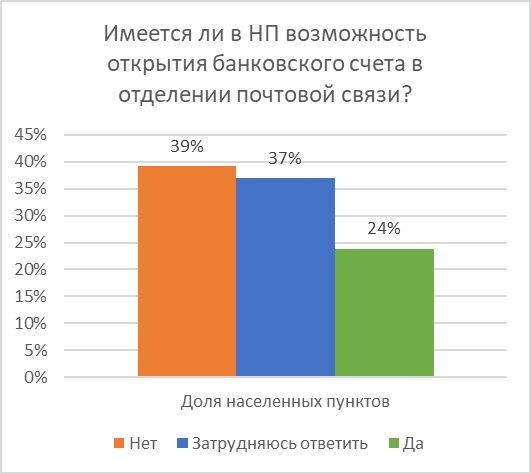 Имеется ли в НП возможность
открытия банковского счета в
отделении почтовой связи?
45%
40%
35%
30%
25%
20%
15%
10%
5%
0%
39%
37%
24%
Доля населенных пунктов
Нет
Затрудняюсь ответить
Да